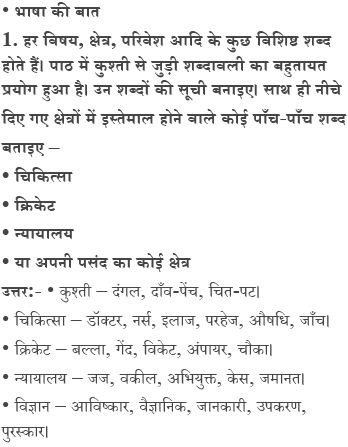 • भाषा की बात
1. हर विषय, क्षेत्र, परिवेश आदि के कुछ विशिष्ट शब्द
होते हैं। पाठ में कुश्ती से जुड़ी शब्दावली का बहुतायत
प्रयोग हुआ है। उन शब्दों की सूची बनाइए। साथ ही नीचे
दिए गए क्षेत्रों में इस्तेमाल होने वाले कोई पाँच-पाँच शब्द
बताइए –
• चिकित्सा
• क्रिकेट
• न्यायालय
• या अपनी पसंद का कोई क्षेत्र
उत्तर:- • कुश्ती – दंगल, दाँव-पेंच, चित-पट।
• चिकित्सा – डॉक्टर, नर्स, इलाज, परहेज, औषधि, जाँच।
• क्रिकेट – बल्ला, गेंद, विकेट, अंपायर, चौका।
• न्यायालय – जज, वकील, अभियुक्त, केस, जमानत।
• विज्ञान – आविष्कार, वैज्ञानिक, जानकारी, उपकरण,
पुरस्कार।